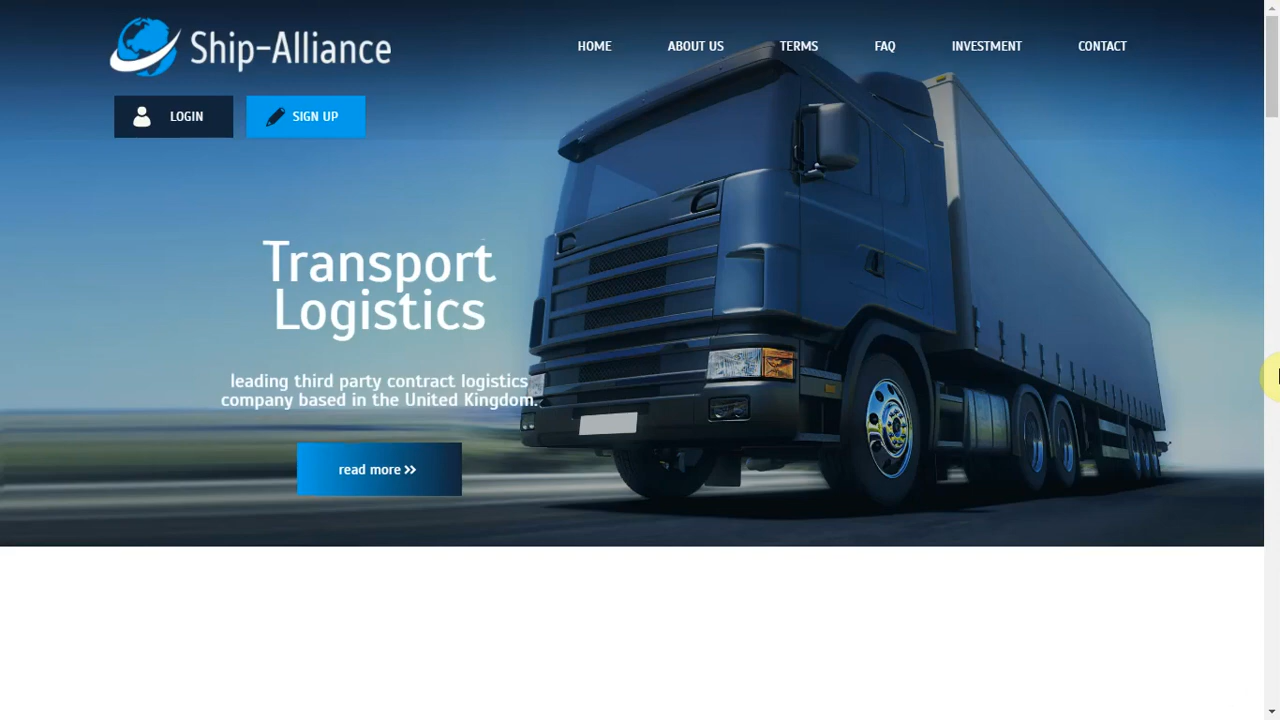 Ship-Alliance
HOME ABOUT US TERMS FAQ INVESTMENT CONTACT
LOGIN SIGN UP
Transport
Logistics
leading third party contract logistics
company based in the United Kingdom.
read more »